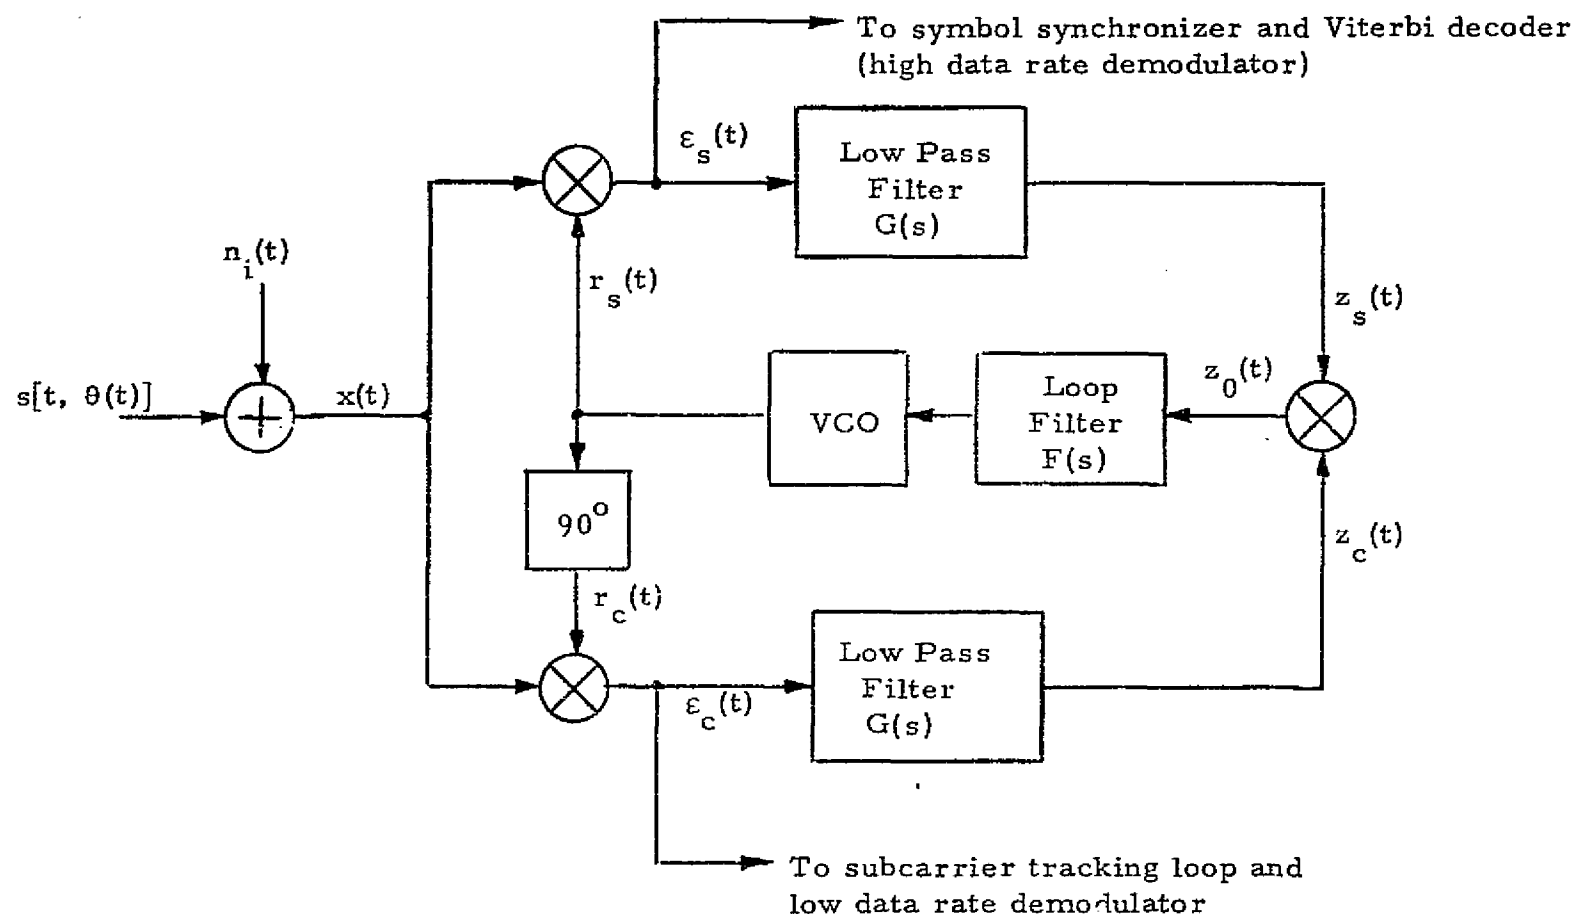 To symbol synchronizer and Viterbi decoder
(high data rate demodulator)
ε_s(t)
Low Pass
Filter
G(s)
n_i(t)
r_s(t)
z_s(t)
s[t, θ(t)]
x(t)
VCO
Loop
Filter
F(s)
z_0(t)
90°
r_c(t)
z_c(t)
ε_c(t)
Low Pass
Filter
G(s)
To subcarrier tracking loop and
low data rate demodulator